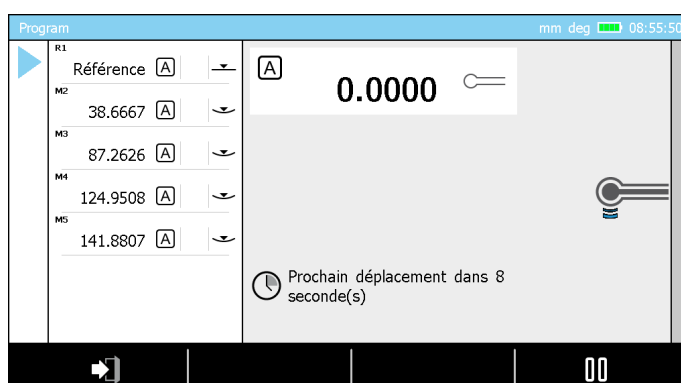 Program
mm deg 08:55:50
R1
Référence A
M2
38.6667 A
M3
87.2626 A
M4
124.9508 A
M5
141.8807 A
A
0.0000
Prochain déplacement dans 8
seconde(s)